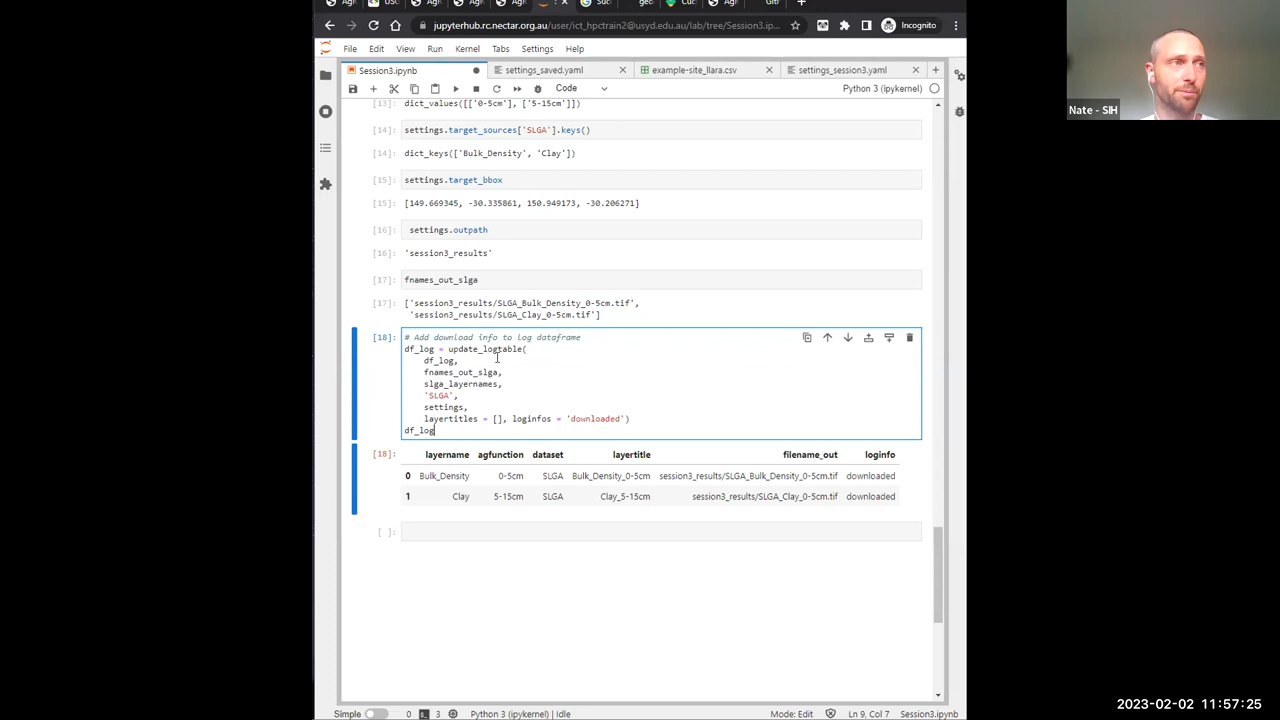 jupyterhub.rc.nectar.org.au/user/ict_hpctrain2@usyd.edu.au/lab/tree/Session3.ip...
Incognito
File Edit View Run Kernel Tabs Settings Help
Session3.ipynb
settings_saved.yaml
example-site_llara.csv
settings_session3.yaml
Code
Python 3 (ipykernel)
Nate - SIH
[13]: dict_values([['0-5cm'], ['5-15cm']])
[14]: settings.target_sources['SLGA'].keys()
[14]: dict_keys(['Bulk_Density', 'Clay'])
[15]: settings.target_bbox
[15]: [149.669345, -30.335861, 150.949173, -30.206271]
[16]: settings.outpath
[16]: 'session3_results'
[17]: fnames_out_slga
[17]: ['session3_results/SLGA_Bulk_Density_0-5cm.tif',
'session3_results/SLGA_Clay_0-5cm.tif']
[18]: # Add download info to log dataframe
df_log = update_logtable(
df_log,
fnames_out_slga,
slga_layernames,
'SLGA',
settings,
layertitles = [], loginfos = 'downloaded')
df_log
[18]: layername agfunction dataset layertitle filename_out loginfo
0 Bulk_Density 0-5cm SLGA Bulk_Density_0-5cm session3_results/SLGA_Bulk_Density_0-5cm.tif downloaded
1 Clay 5-15cm SLGA Clay_5-15cm session3_results/SLGA_Clay_0-5cm.tif downloaded
[ ]:
Simple 0 3 Python 3 (ipykernel) | Idle Mode: Edit Ln 9, Col 7 Session3.ipynb
2023-02-02 11:57:25